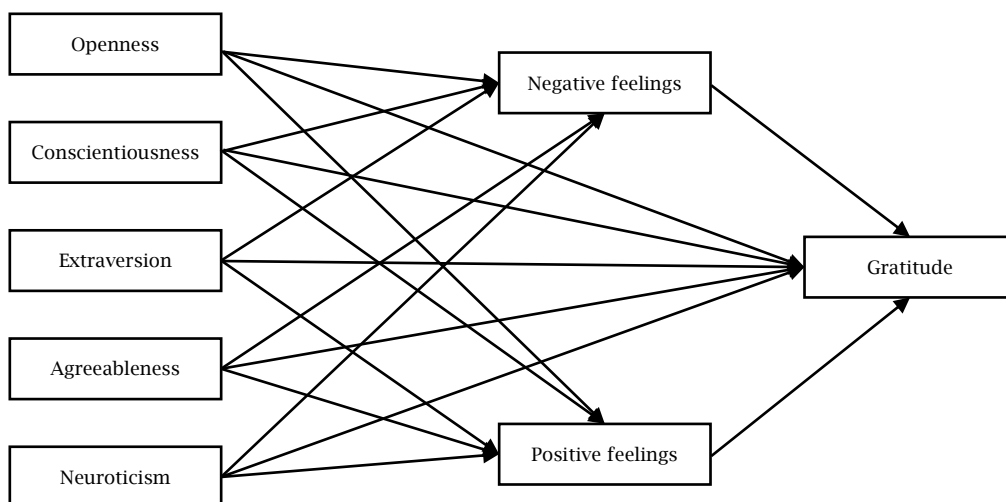 Openness
Conscientiousness
Extraversion
Agreeableness
Neuroticism
Negative feelings
Positive feelings
Gratitude